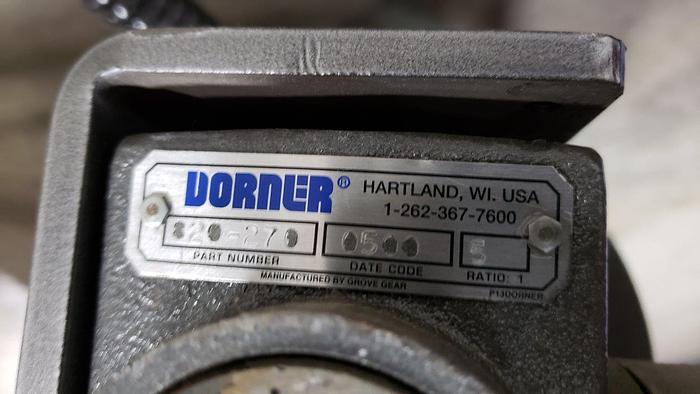 DORNER® HARTLAND, WI. USA
1-262-367-7600
0500 5
PART NUMBER DATE CODE RATIO: 1
MANUFACTURED BY GROVE GEAR P13DORNER